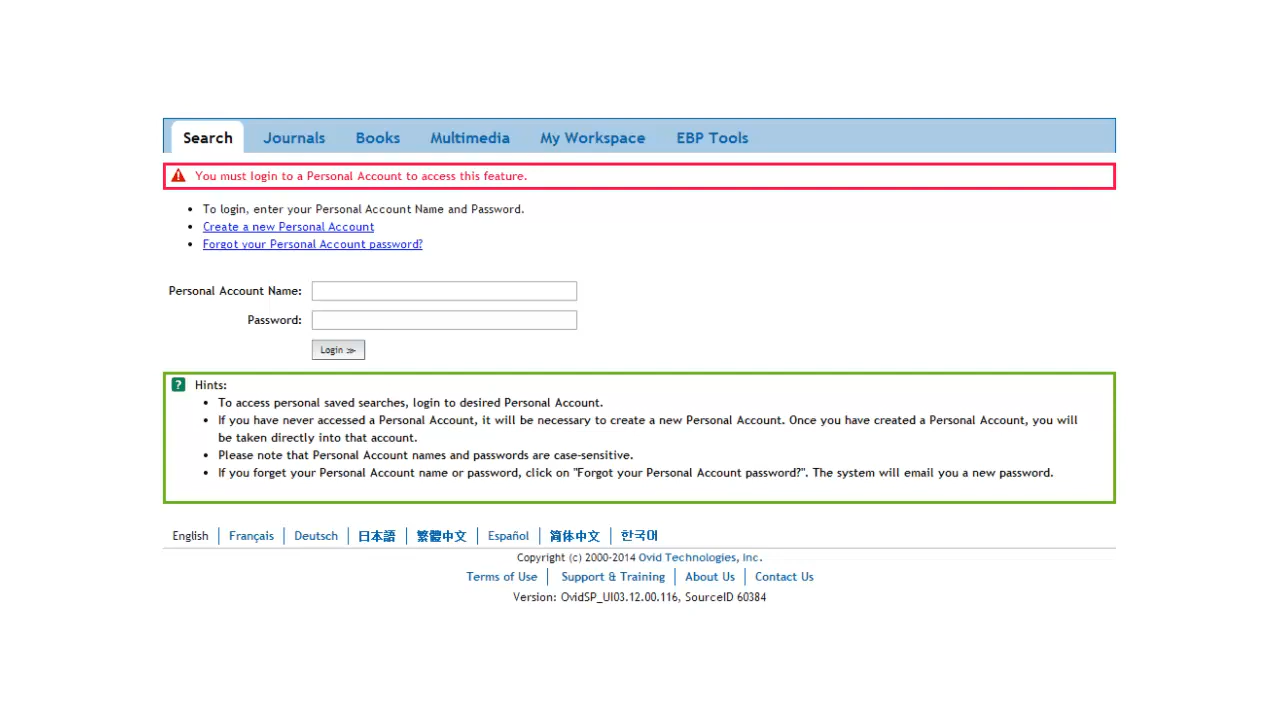 Search Journals Books Multimedia My Workspace EBP Tools
You must login to a Personal Account to access this feature.
• To login, enter your Personal Account Name and Password.
• Create a new Personal Account
• Forgot your Personal Account password?
Personal Account Name:
Password:
Login >>
? Hints:
• To access personal saved searches, login to desired Personal Account.
• If you have never accessed a Personal Account, it will be necessary to create a new Personal Account. Once you have created a Personal Account, you will
be taken directly into that account.
• Please note that Personal Account names and passwords are case-sensitive.
• If you forget your Personal Account name or password, click on "Forgot your Personal Account password?". The system will email you a new password.
English | Français | Deutsch | 日本語 | 繁體中文 | Español | 简体中文 | 한국어
Copyright (c) 2000-2014 Ovid Technologies, Inc.
Terms of Use | Support & Training | About Us | Contact Us
Version: OvidSP_UI03.12.00.116, SourceID 60384